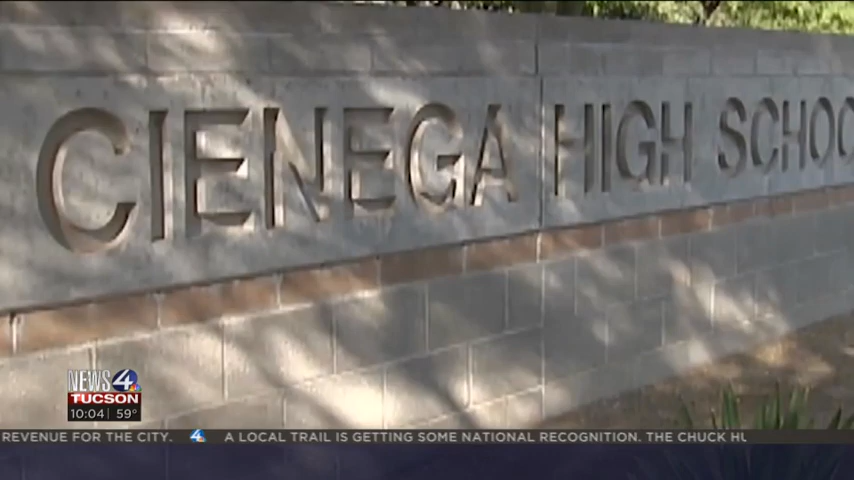 CIENEGA HIGH SCHOO
NEWS 4
TUCSON
10:04 59°
REVENUE FOR THE CITY. 4 A LOCAL TRAIL IS GETTING SOME NATIONAL RECOGNITION. THE CHUCK